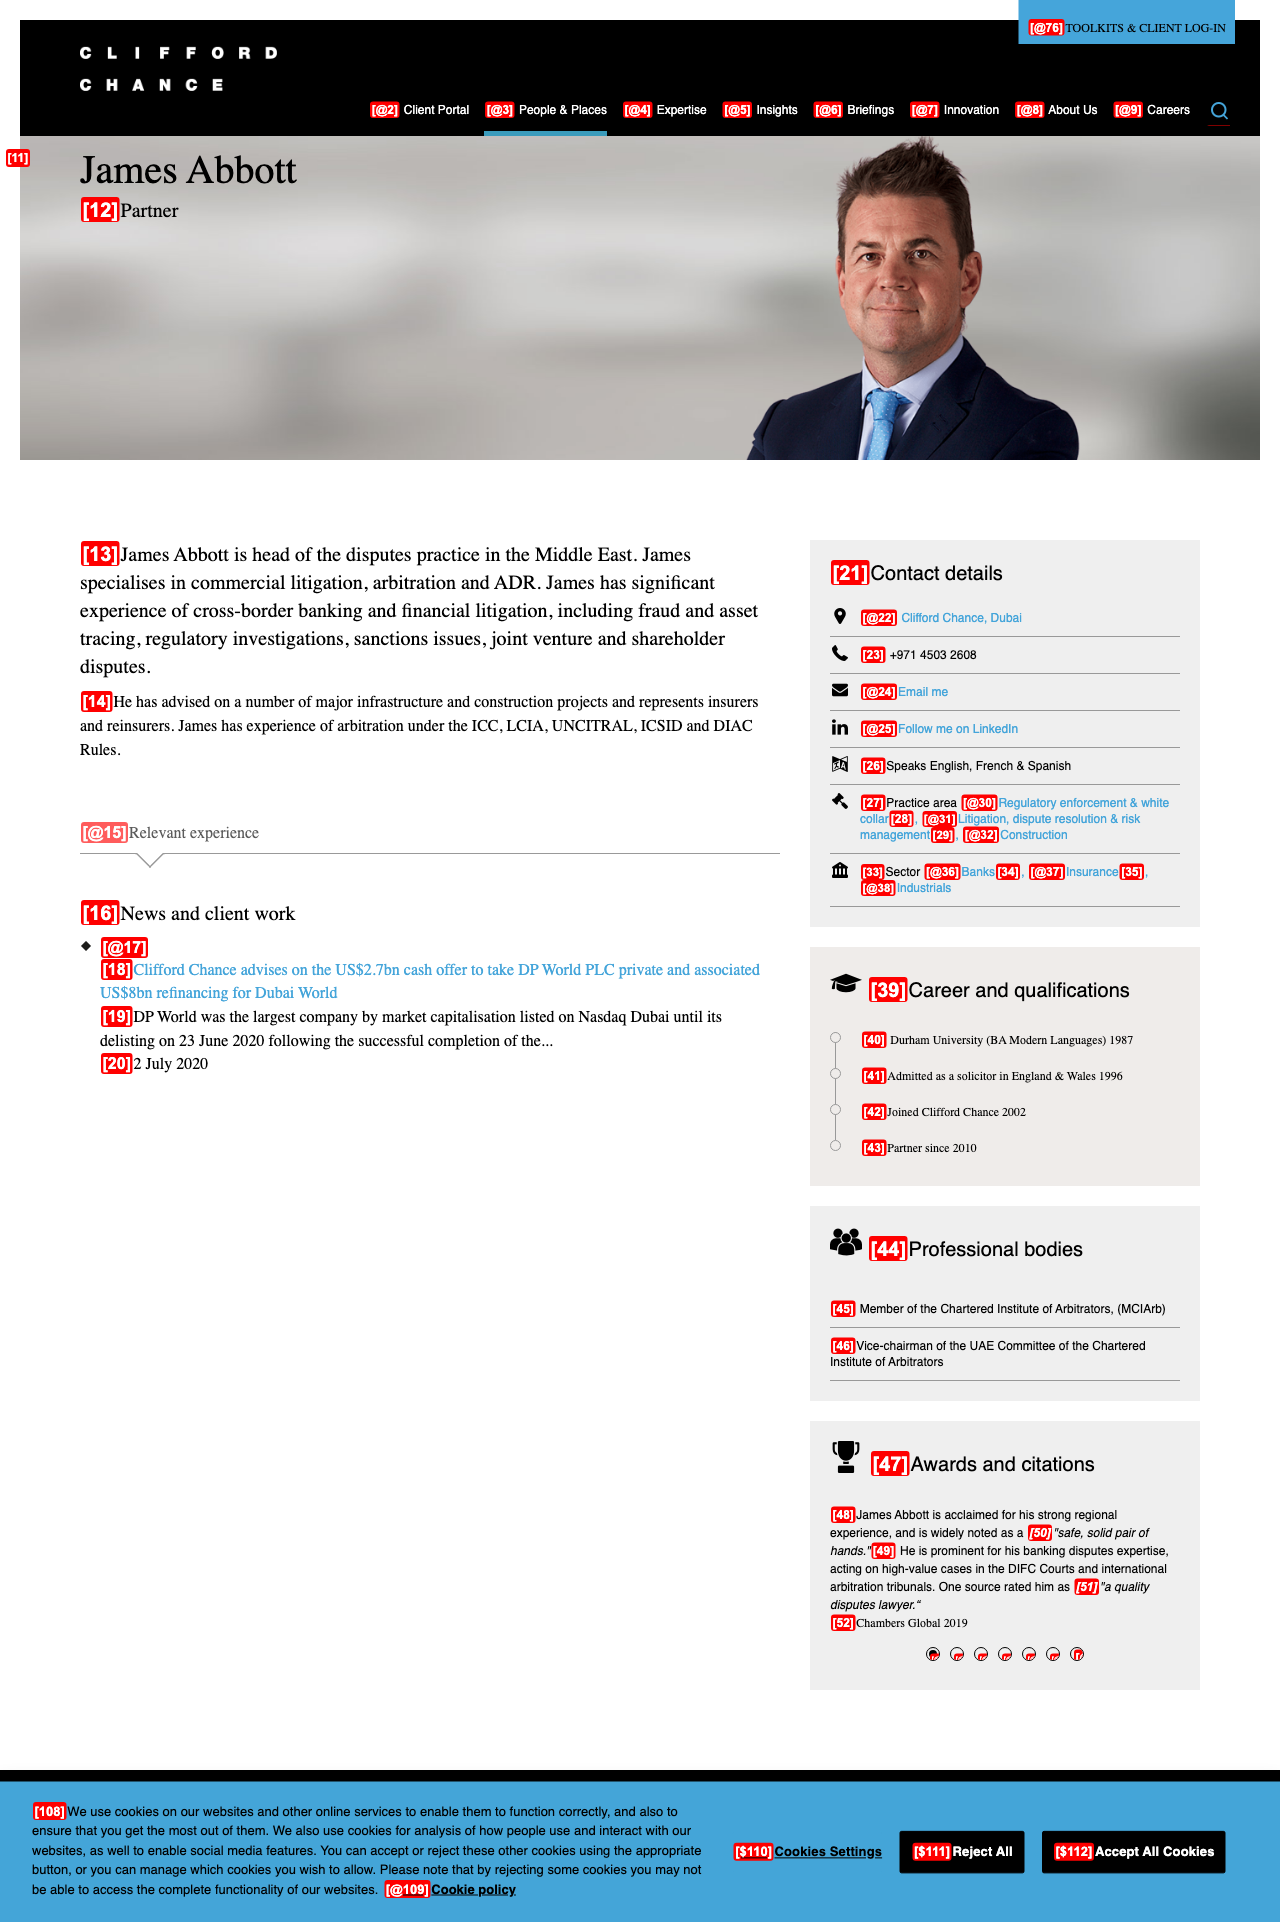 [@76]TOOLKITS & CLIENT LOG-IN
CLIFFORD
CHANCE
[@2] Client Portal [@3] People & Places [@4] Expertise [@5] Insights [@6] Briefings [@7] Innovation [@8] About Us [@9] Careers
[11]
James Abbott
[12]Partner
[13]James Abbott is head of the disputes practice in the Middle East. James
specialises in commercial litigation, arbitration and ADR. James has significant
experience of cross-border banking and financial litigation, including fraud and asset
tracing, regulatory investigations, sanctions issues, joint venture and shareholder
disputes.
[14]He has advised on a number of major infrastructure and construction projects and represents insurers
and reinsurers. James has experience of arbitration under the ICC, LCIA, UNCITRAL, ICSID and DIAC
Rules.
[@15]Relevant experience
[16]News and client work
[@17]
[18]Clifford Chance advises on the US$2.7bn cash offer to take DP World PLC private and associated
US$8bn refinancing for Dubai World
[19]DP World was the largest company by market capitalisation listed on Nasdaq Dubai until its
delisting on 23 June 2020 following the successful completion of the...
[20]2 July 2020
[21]Contact details
[@22] Clifford Chance, Dubai
[23] +971 4503 2608
[@24]Email me
[@25]Follow me on LinkedIn
[26]Speaks English, French & Spanish
[27]Practice area [@30]Regulatory enforcement & white
collar[28], [@31]Litigation, dispute resolution & risk
management[29], [@32]Construction
[33]Sector [@36]Banks[34], [@37]Insurance[35],
[@38]Industrials
[39]Career and qualifications
[40] Durham University (BA Modern Languages) 1987
[41]Admitted as a solicitor in England & Wales 1996
[42]Joined Clifford Chance 2002
[43]Partner since 2010
[44]Professional bodies
[45] Member of the Chartered Institute of Arbitrators, (MCIArb)
[46]Vice-chairman of the UAE Committee of the Chartered
Institute of Arbitrators
[47]Awards and citations
[48]James Abbott is acclaimed for his strong regional
experience, and is widely noted as a [50]"safe, solid pair of
hands."[49] He is prominent for his banking disputes expertise,
acting on high-value cases in the DIFC Courts and international
arbitration tribunals. One source rated him as [51]"a quality
disputes lawyer.“
[52]Chambers Global 2019
[108]We use cookies on our websites and other online services to enable them to function correctly, and also to
ensure that you get the most out of them. We also use cookies for analysis of how people use and interact with our
websites, as well to enable social media features. You can accept or reject these other cookies using the appropriate
button, or you can manage which cookies you wish to allow. Please note that by rejecting some cookies you may not
be able to access the complete functionality of our websites. [@109]Cookie policy
[$110]Cookies Settings [$111]Reject All [$112]Accept All Cookies